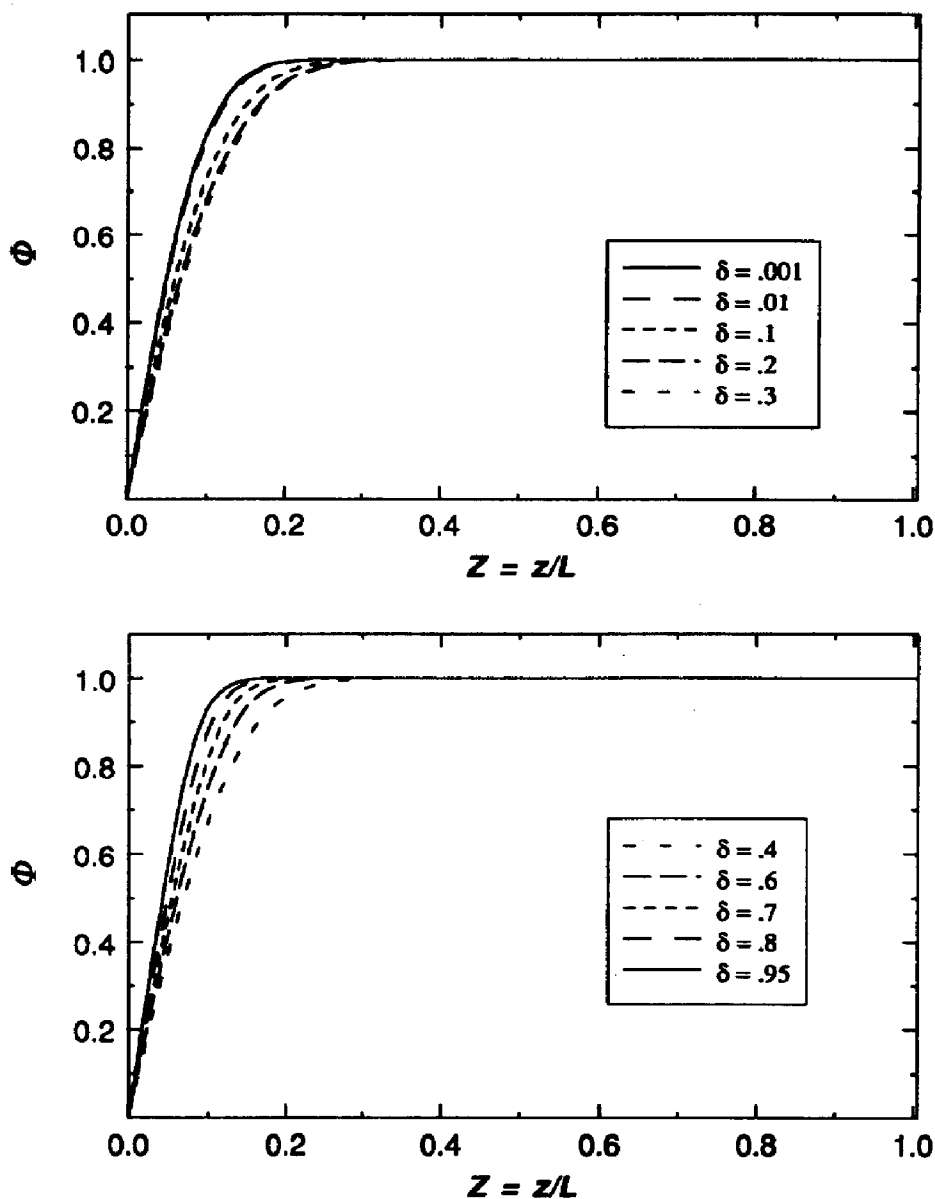 1.0
0.8
0.6
0.4
0.2
Φ
δ = .001
δ = .01
δ = .1
δ = .2
δ = .3
0.0 0.2 0.4 0.6 0.8 1.0
Z = z/L
1.0
0.8
0.6
0.4
0.2
Φ
δ = .4
δ = .6
δ = .7
δ = .8
δ = .95
0.0 0.2 0.4 0.6 0.8 1.0
Z = z/L